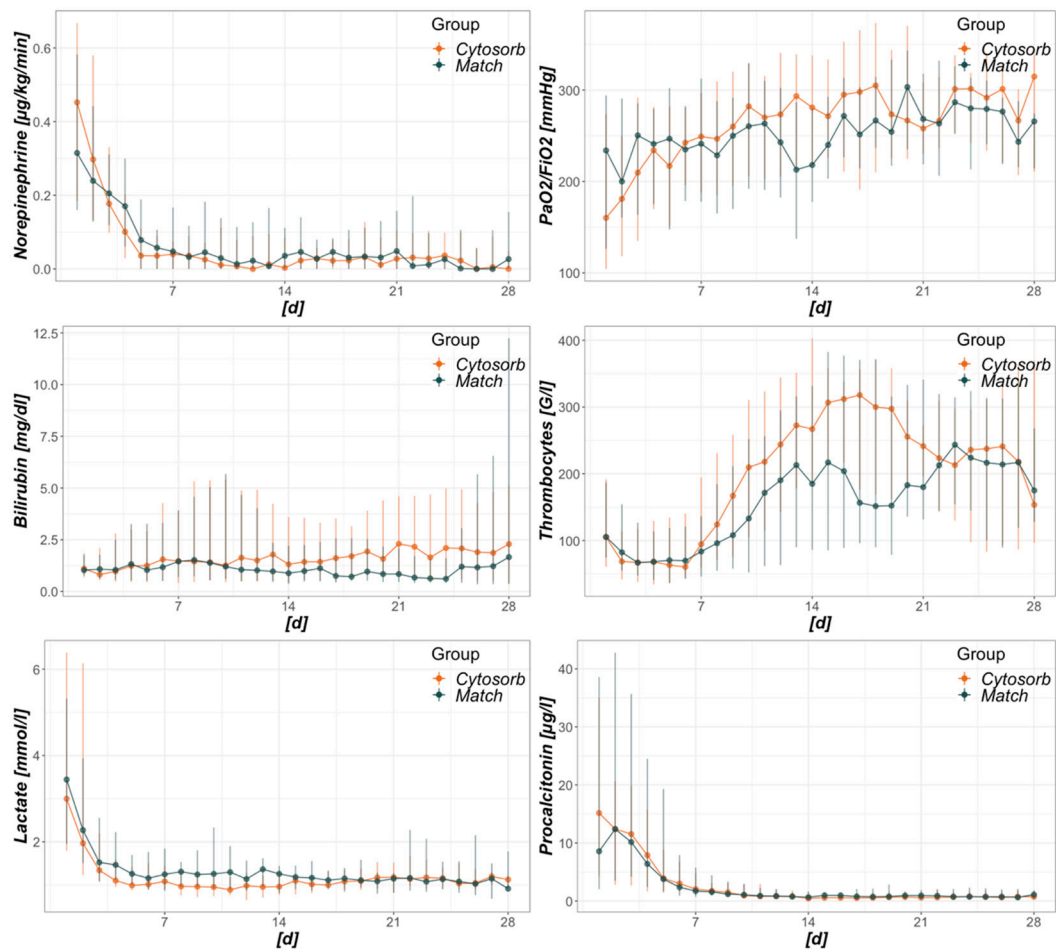 Norepinephrine [µg/kg/min]
0.6
0.4
0.2
0.0
Group
Cytosorb
Match
7
14
21
28
[d]
PaO2/FiO2 [mmHg]
300
200
100
Group
Cytosorb
Match
7
14
21
28
[d]
Bilirubin [mg/dl]
12.5
10.0
7.5
5.0
2.5
0.0
Group
Cytosorb
Match
7
14
21
28
[d]
Thrombocytes [G/l]
400
300
200
100
Group
Cytosorb
Match
7
14
21
28
[d]
Lactate [mmol/l]
6
4
2
Group
Cytosorb
Match
7
14
21
28
[d]
Procalcitonin [µg/l]
40
30
20
10
0
Group
Cytosorb
Match
7
14
21
28
[d]